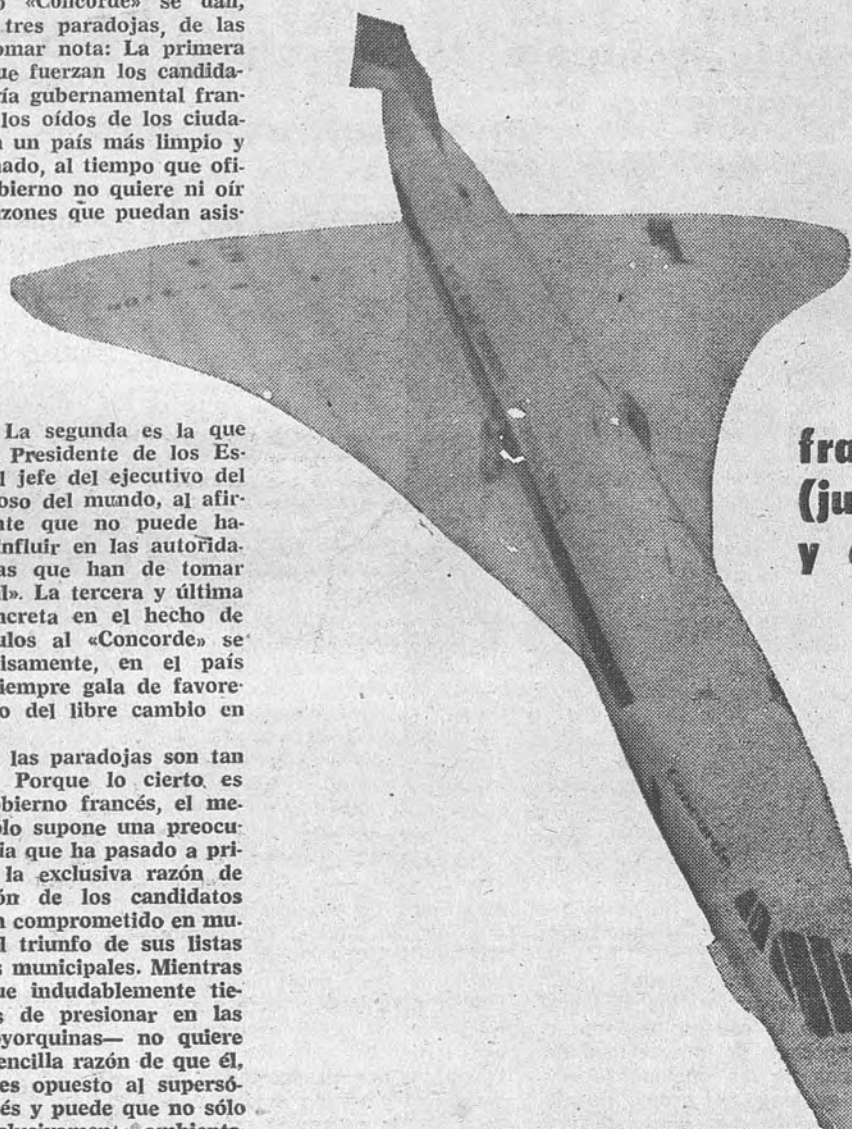 «Concorde» se dan,
tres paradojas, de las
omar nota: La primera
ue fuerzan los candida-
ría gubernamental fran-
los oídos de los ciuda-
un país más limpio y
nado, al tiempo que ofi-
bierno no quiere ni oír
zones que puedan asis-
La segunda es la que
Presidente de los Es-
l jefe del ejecutivo del
oso del mundo, al afir-
nte que no puede ha-
influir en las autorida-
as que han de tomar
l». La tercera y última
ncreta en el hecho de
ulos al «Concorde» se
isamente, en el país
siempre gala de favore-
o del libre cambio en
las paradojas son tan
Porque lo cierto es
obierno francés, el me-
olo supone una preocu-
ia que ha pasado a pri-
la exclusiva razón de
ón de los candidatos
n comprometido en mu-
l triunfo de sus listas
s municipales. Mientras
ue indudablemente tie-
s de presionar en las
oyorquinas— no quiere
encilla razón de que él,
es opuesto al supersó-
és y puede que no sólo
fra
(ju
y
concorde